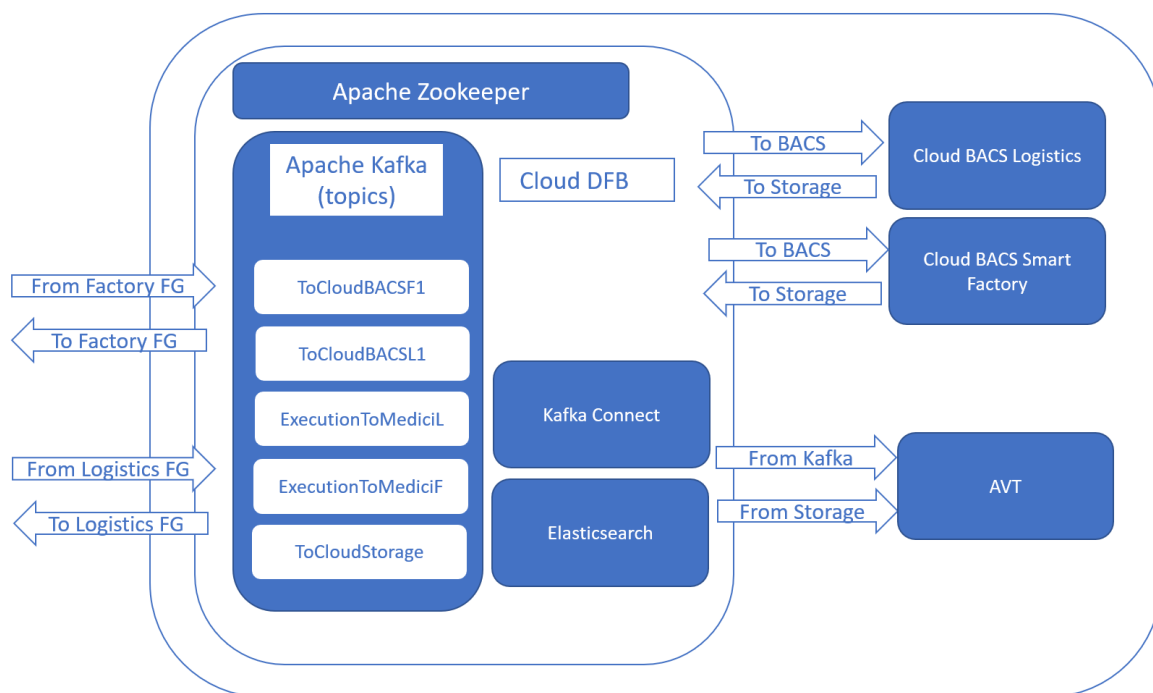 Apache Zookeeper
Apache Kafka
(topics)
Cloud DFB
ToCloudBACSF1
ToCloudBACSL1
ExecutionToMediciL
ExecutionToMediciF
ToCloudStorage
Kafka Connect
Elasticsearch
From Factory FG
To Factory FG
From Logistics FG
To Logistics FG
To BACS
To Storage
To BACS
To Storage
From Kafka
From Storage
Cloud BACS Logistics
Cloud BACS Smart
Factory
AVT